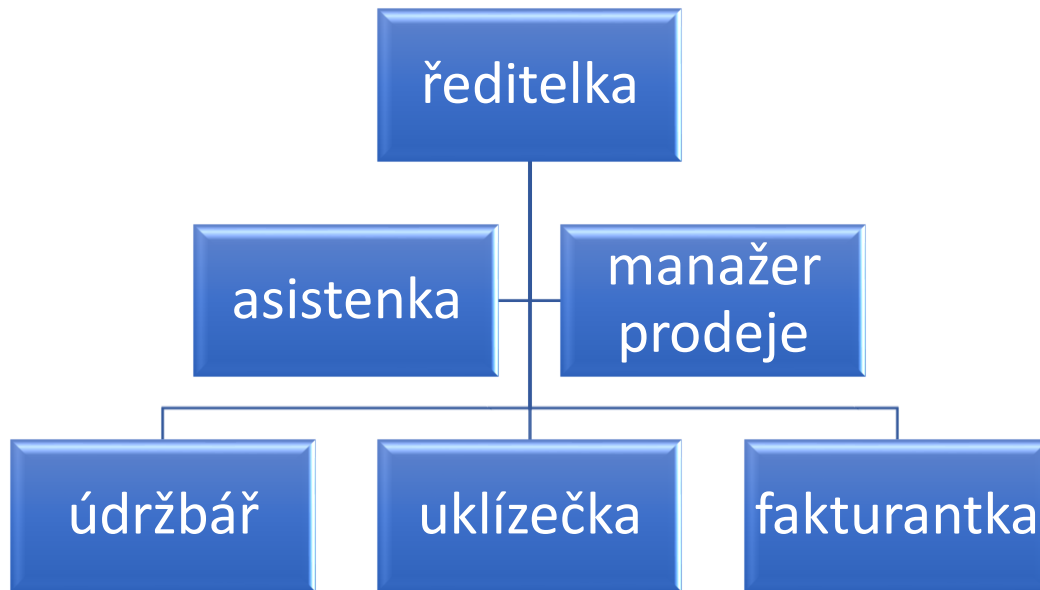 ředitelka
asistenka
manažer
prodeje
údržbář
uklízečka
fakturantka